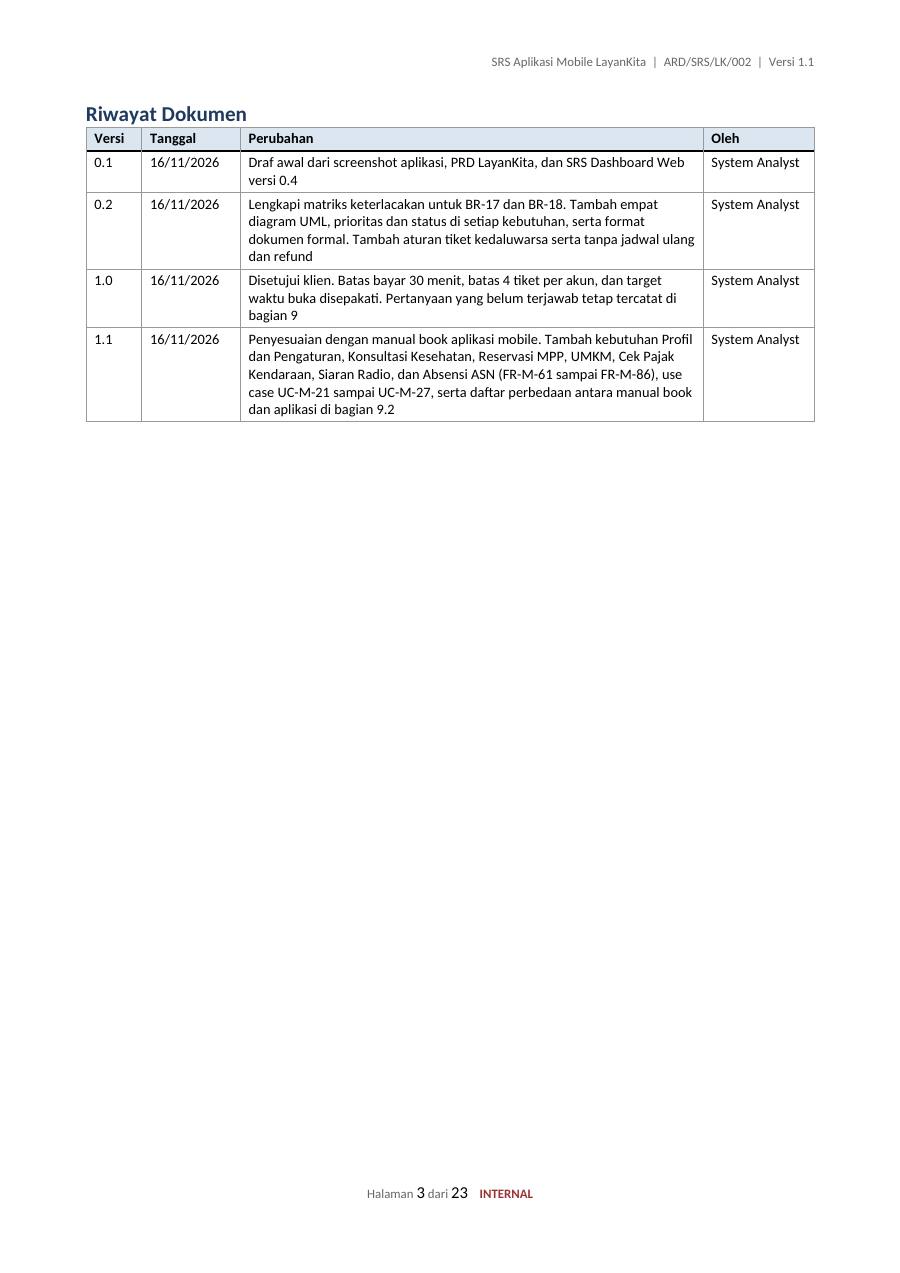 SRS Aplikasi Mobile LayanKita | ARD/SRS/LK/002 | Versi 1.1
Riwayat Dokumen
Versi Tanggal Perubahan Oleh
0.1 16/11/2026 Draf awal dari screenshot aplikasi, PRD LayanKita, dan SRS Dashboard Web System Analyst
versi 0.4
0.2 16/11/2026 Lengkapi matriks keterlacakan untuk BR-17 dan BR-18. Tambah empat System Analyst
diagram UML, prioritas dan status di setiap kebutuhan, serta format
dokumen formal. Tambah aturan tiket kedaluwarsa serta tanpa jadwal ulang
dan refund
1.0 16/11/2026 Disetujui klien. Batas bayar 30 menit, batas 4 tiket per akun, dan target System Analyst
waktu buka disepakati. Pertanyaan yang belum terjawab tetap tercatat di
bagian 9
1.1 16/11/2026 Penyesuaian dengan manual book aplikasi mobile. Tambah kebutuhan Profil System Analyst
dan Pengaturan, Konsultasi Kesehatan, Reservasi MPP, UMKM, Cek Pajak
Kendaraan, Siaran Radio, dan Absensi ASN (FR-M-61 sampai FR-M-86), use
case UC-M-21 sampai UC-M-27, serta daftar perbedaan antara manual book
dan aplikasi di bagian 9.2
Halaman 3 dari 23 INTERNAL